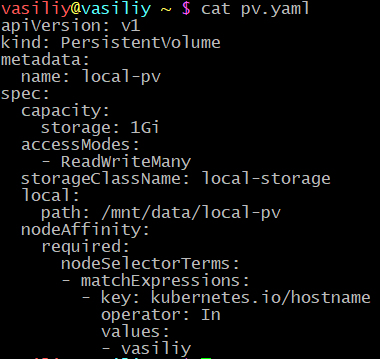 vasiliy@vasiliy ~ $ cat pv.yaml
apiVersion: v1
kind: PersistentVolume
metadata:
  name: local-pv
spec:
  capacity:
    storage: 1Gi
  accessModes:
    - ReadWriteMany
  storageClassName: local-storage
  local:
    path: /mnt/data/local-pv
  nodeAffinity:
    required:
      nodeSelectorTerms:
      - matchExpressions:
        - key: kubernetes.io/hostname
          operator: In
          values:
          - vasiliy